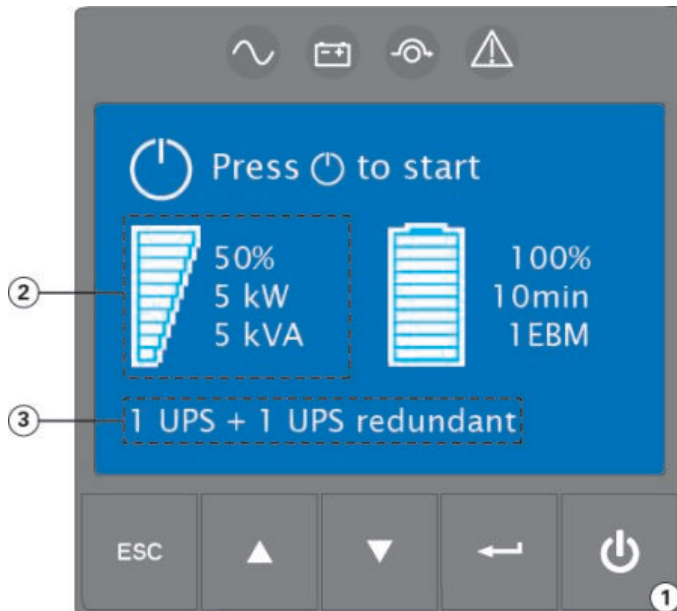 Press to start
50%
5 kW
5 kVA
100%
10min
1EBM
1 UPS + 1 UPS redundant
2
3
ESC
1